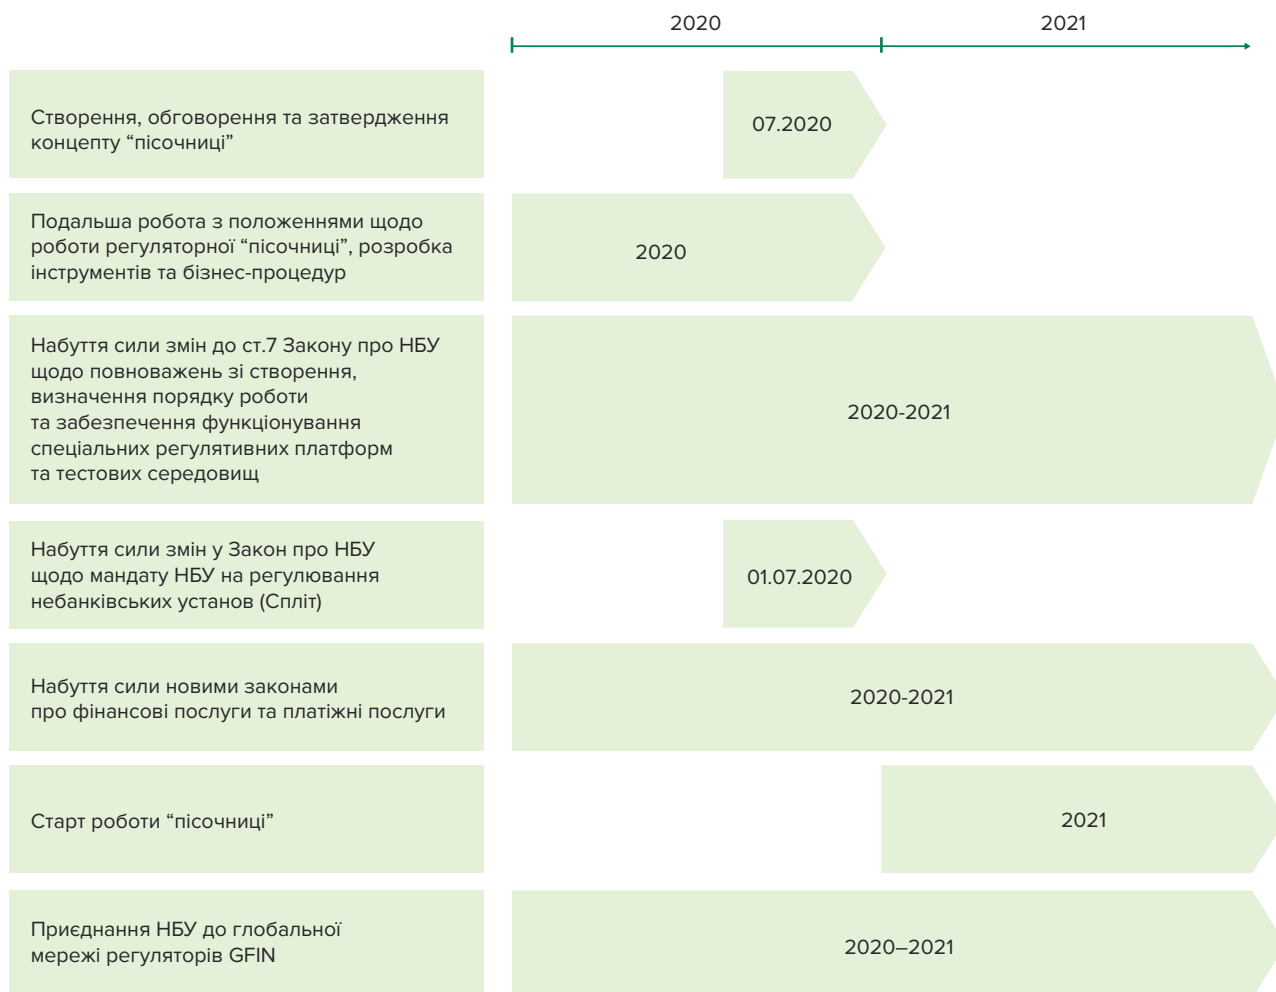 2020
2021
Створення, обговорення та затвердження
концепту “пісочниці”
07.2020
Подальша робота з положеннями щодо
роботи регуляторної “пісочниці”, розробка
інструментів та бізнес-процедур
2020
Набуття сили змін до ст.7 Закону про НБУ
щодо повноважень зі створення,
визначення порядку роботи
та забезпечення функціонування
спеціальних регулятивних платформ
та тестових середовищ
2020-2021
Набуття сили змін у Закон про НБУ
щодо мандату НБУ на регулювання
небанківських установ (Спліт)
01.07.2020
Набуття сили новими законами
про фінансові послуги та платіжні послуги
2020-2021
Старт роботи “пісочниці”
2021
Приєднання НБУ до глобальної
мережі регуляторів GFIN
2020–2021